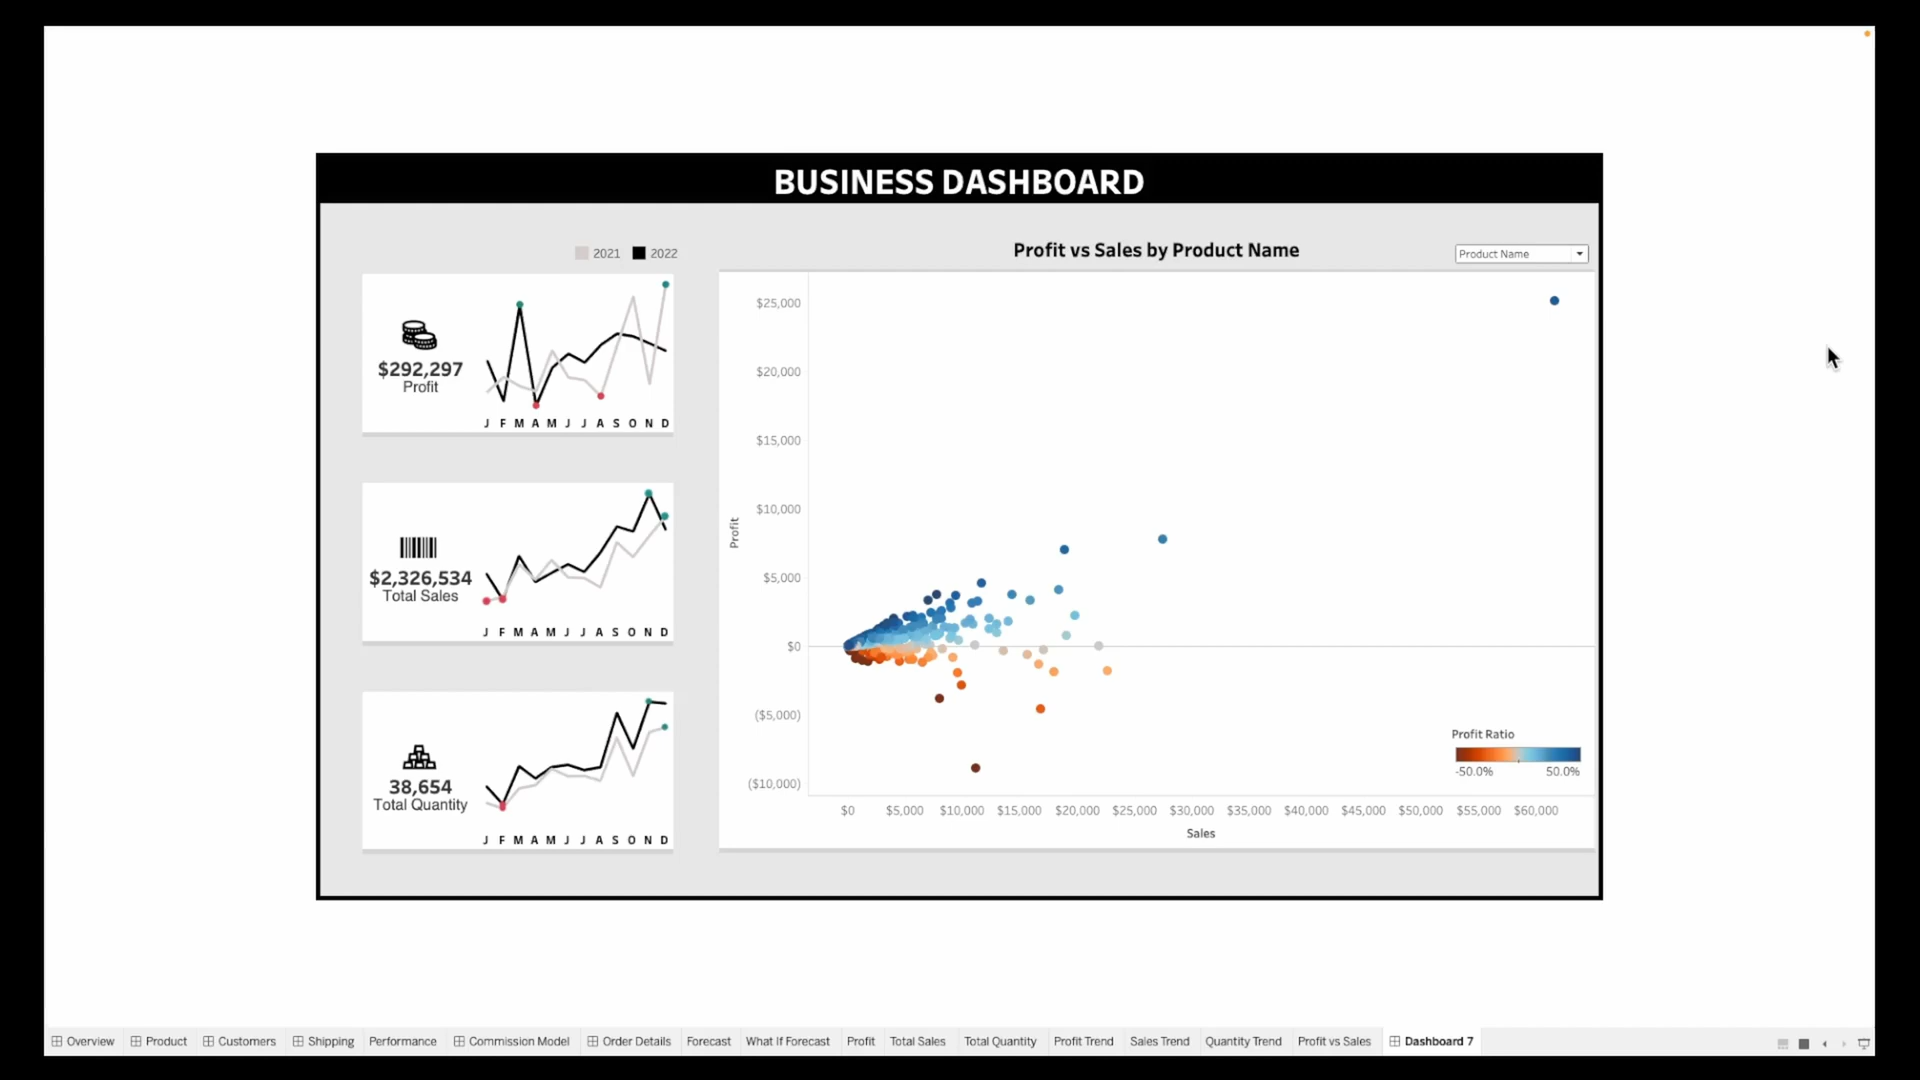 BUSINESS DASHBOARD
2021 2022
$292,297
Profit
J F M A M J J A S O N D
$2,326,534
Total Sales
J F M A M J J A S O N D
38,654
Total Quantity
J F M A M J J A S O N D
Profit vs Sales by Product Name
Product Name
Profit
$25,000
$20,000
$15,000
$10,000
$5,000
$0
($5,000)
($10,000)
$0 $5,000 $10,000 $15,000 $20,000 $25,000 $30,000 $35,000 $40,000 $45,000 $50,000 $55,000 $60,000
Sales
Profit Ratio
-50.0% 50.0%
Overview Product Customers Shipping Performance Commission Model Order Details Forecast What If Forecast Profit Total Sales Total Quantity Profit Trend Sales Trend Quantity Trend Profit vs Sales Dashboard 7